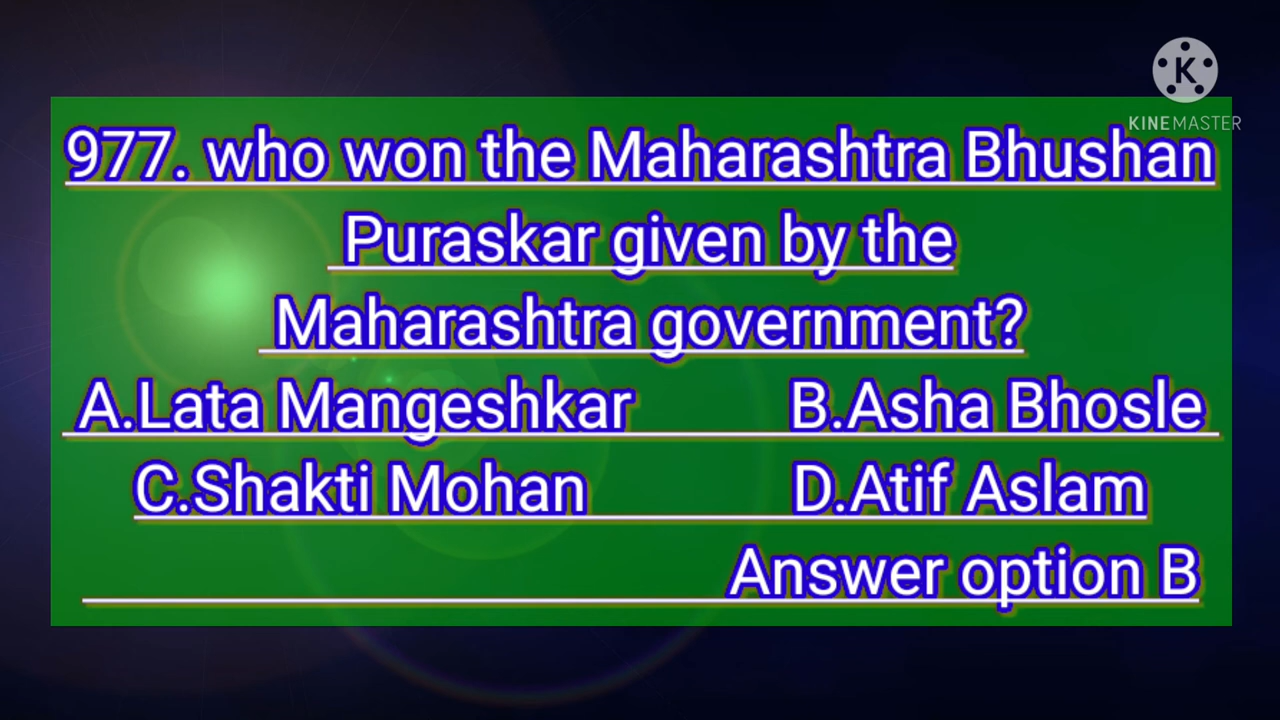 K
KINEMASTER
977. who won the Maharashtra Bhushan
Puraskar given by the
Maharashtra government?
A.Lata Mangeshkar B.Asha Bhosle
C.Shakti Mohan D.Atif Aslam
Answer option B